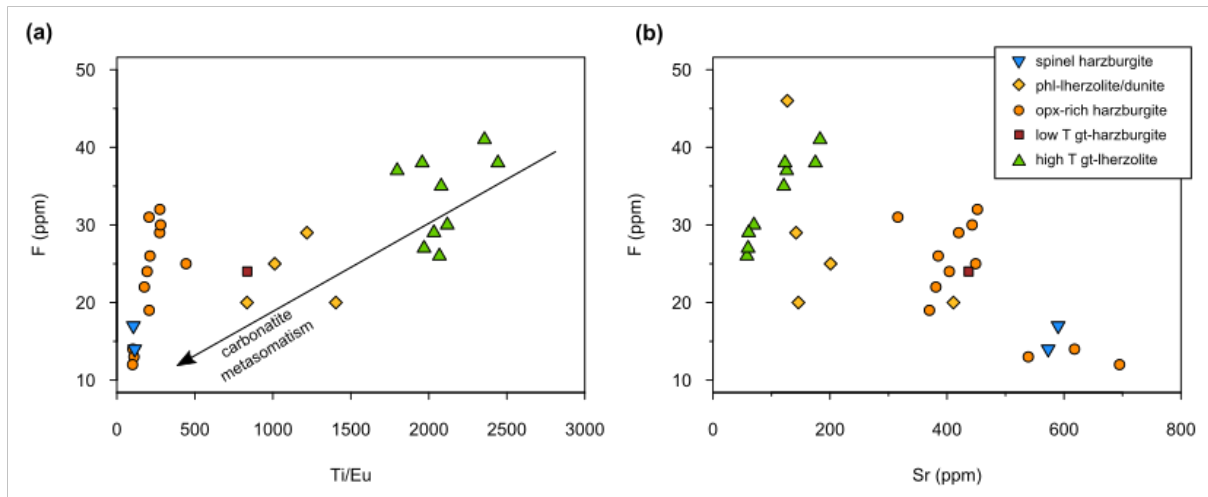 (a)
50
40
30
20
10
F (ppm)
carbonatite
metasomatism
0
500
1000
1500
2000
2500
3000
Ti/Eu
(b)
spinel harzburgite
phl-lherzolite/dunite
opx-rich harzburgite
low T gt-harzburgite
high T gt-lherzolite
50
40
30
20
10
F (ppm)
0
200
400
600
800
Sr (ppm)